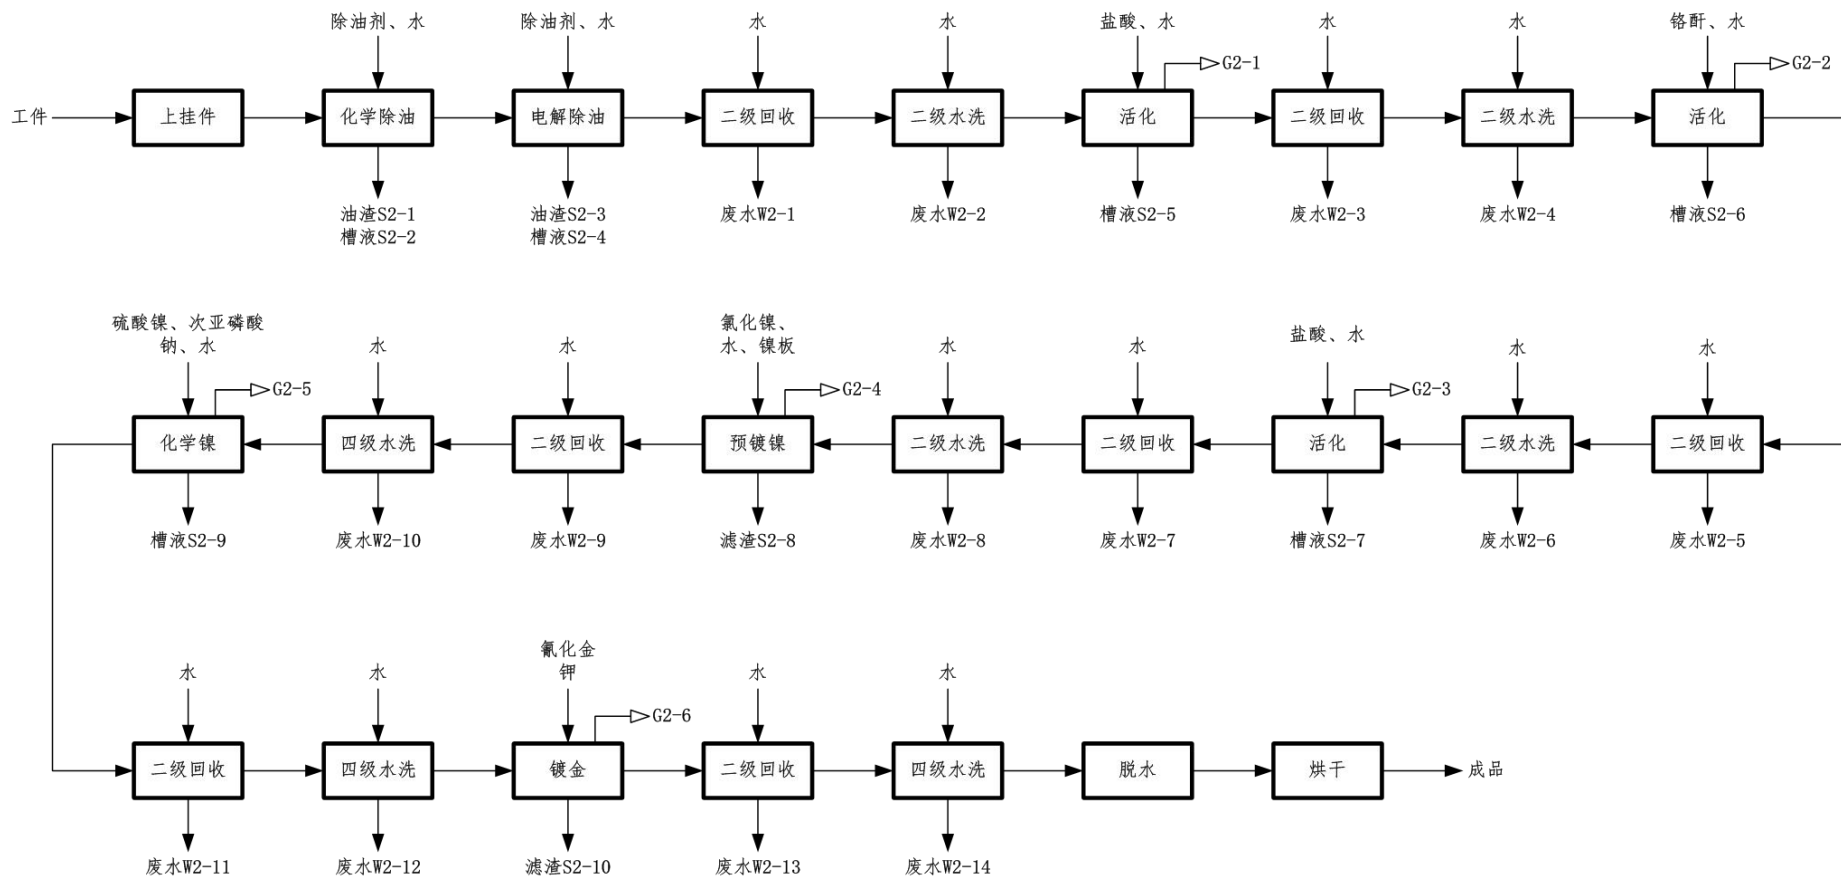 除油剂、水
除油剂、水
水
水
盐酸、水
水
水
铬酐、水
G2-1
G2-2
工件
上挂件
化学除油
电解除油
二级回收
二级水洗
活化
二级回收
二级水洗
活化
油渣S2-1
槽液S2-2
油渣S2-3
槽液S2-4
废水W2-1
废水W2-2
槽液S2-5
废水W2-3
废水W2-4
槽液S2-6
硫酸镍、次亚磷酸
钠、水
水
水
氯化镍、
水、镍板
水
水
盐酸、水
水
水
G2-5
G2-4
G2-3
化学镍
四级水洗
二级回收
预镀镍
二级水洗
二级回收
活化
二级水洗
二级回收
槽液S2-9
废水W2-10
废水W2-9
滤渣S2-8
废水W2-8
废水W2-7
槽液S2-7
废水W2-6
废水W2-5
水
水
氰化金
钾
水
水
G2-6
二级回收
四级水洗
镀金
二级回收
四级水洗
脱水
烘干
成品
废水W2-11
废水W2-12
滤渣S2-10
废水W2-13
废水W2-14